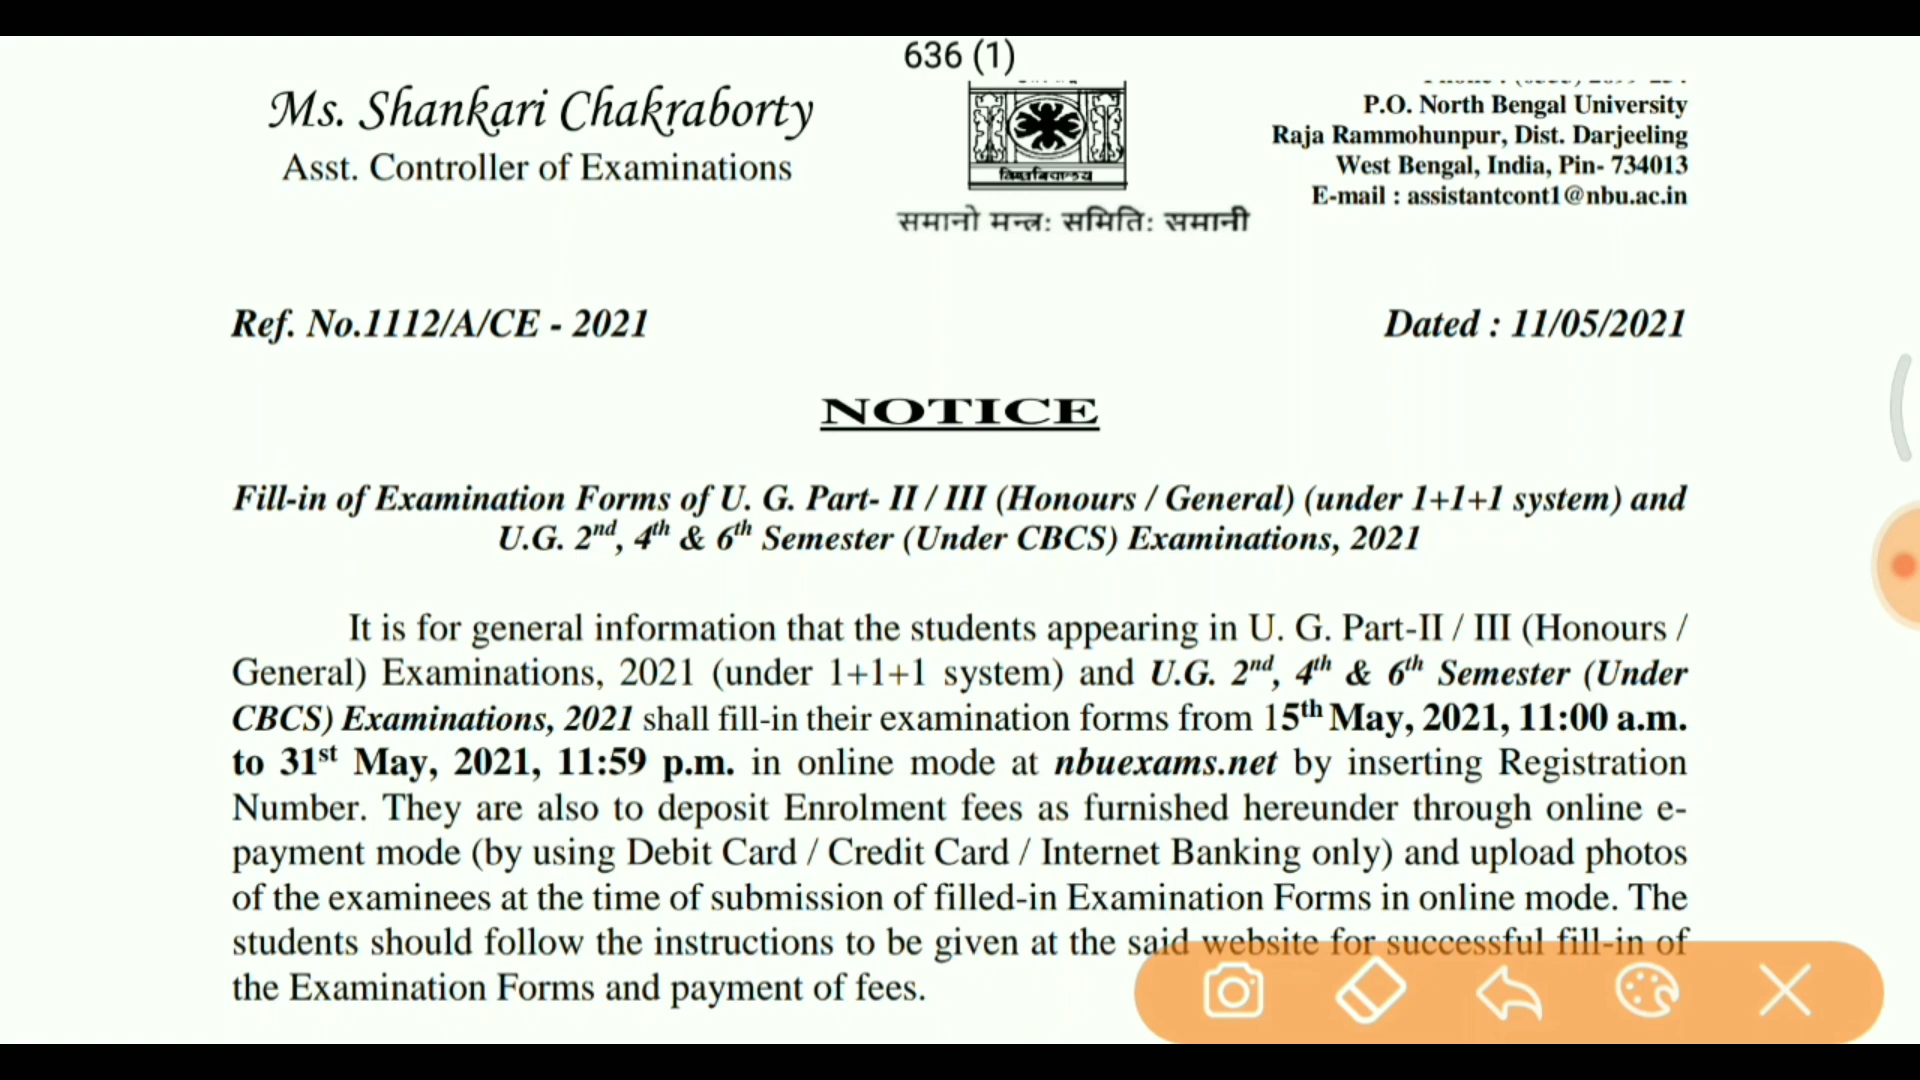 636 (1)
Ms. Shankari Chakraborty
Asst. Controller of Examinations
विश्वविद्यालय
समानो मन्त्र: समिति: समानी
P.O. North Bengal University
Raja Rammohunpur, Dist. Darjeeling
West Bengal, India, Pin- 734013
E-mail : assistantcont1@nbu.ac.in
Ref. No.1112/A/CE - 2021
Dated : 11/05/2021
NOTICE
Fill-in of Examination Forms of U. G. Part- II / III (Honours / General) (under 1+1+1 system) and
U.G. 2nd, 4th & 6th Semester (Under CBCS) Examinations, 2021
It is for general information that the students appearing in U. G. Part-II / III (Honours /
General) Examinations, 2021 (under 1+1+1 system) and U.G. 2nd, 4th & 6th Semester (Under
CBCS) Examinations, 2021 shall fill-in their examination forms from 15th May, 2021, 11:00 a.m.
to 31st May, 2021, 11:59 p.m. in online mode at nbuexams.net by inserting Registration
Number. They are also to deposit Enrolment fees as furnished hereunder through online e-
payment mode (by using Debit Card / Credit Card / Internet Banking only) and upload photos
of the examinees at the time of submission of filled-in Examination Forms in online mode. The
students should follow the instructions to be given at the said website for successful fill-in of
the Examination Forms and payment of fees.